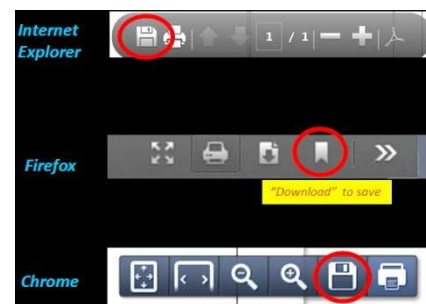 Internet
Explorer
1 / 1
Firefox
"Download" to save
Chrome